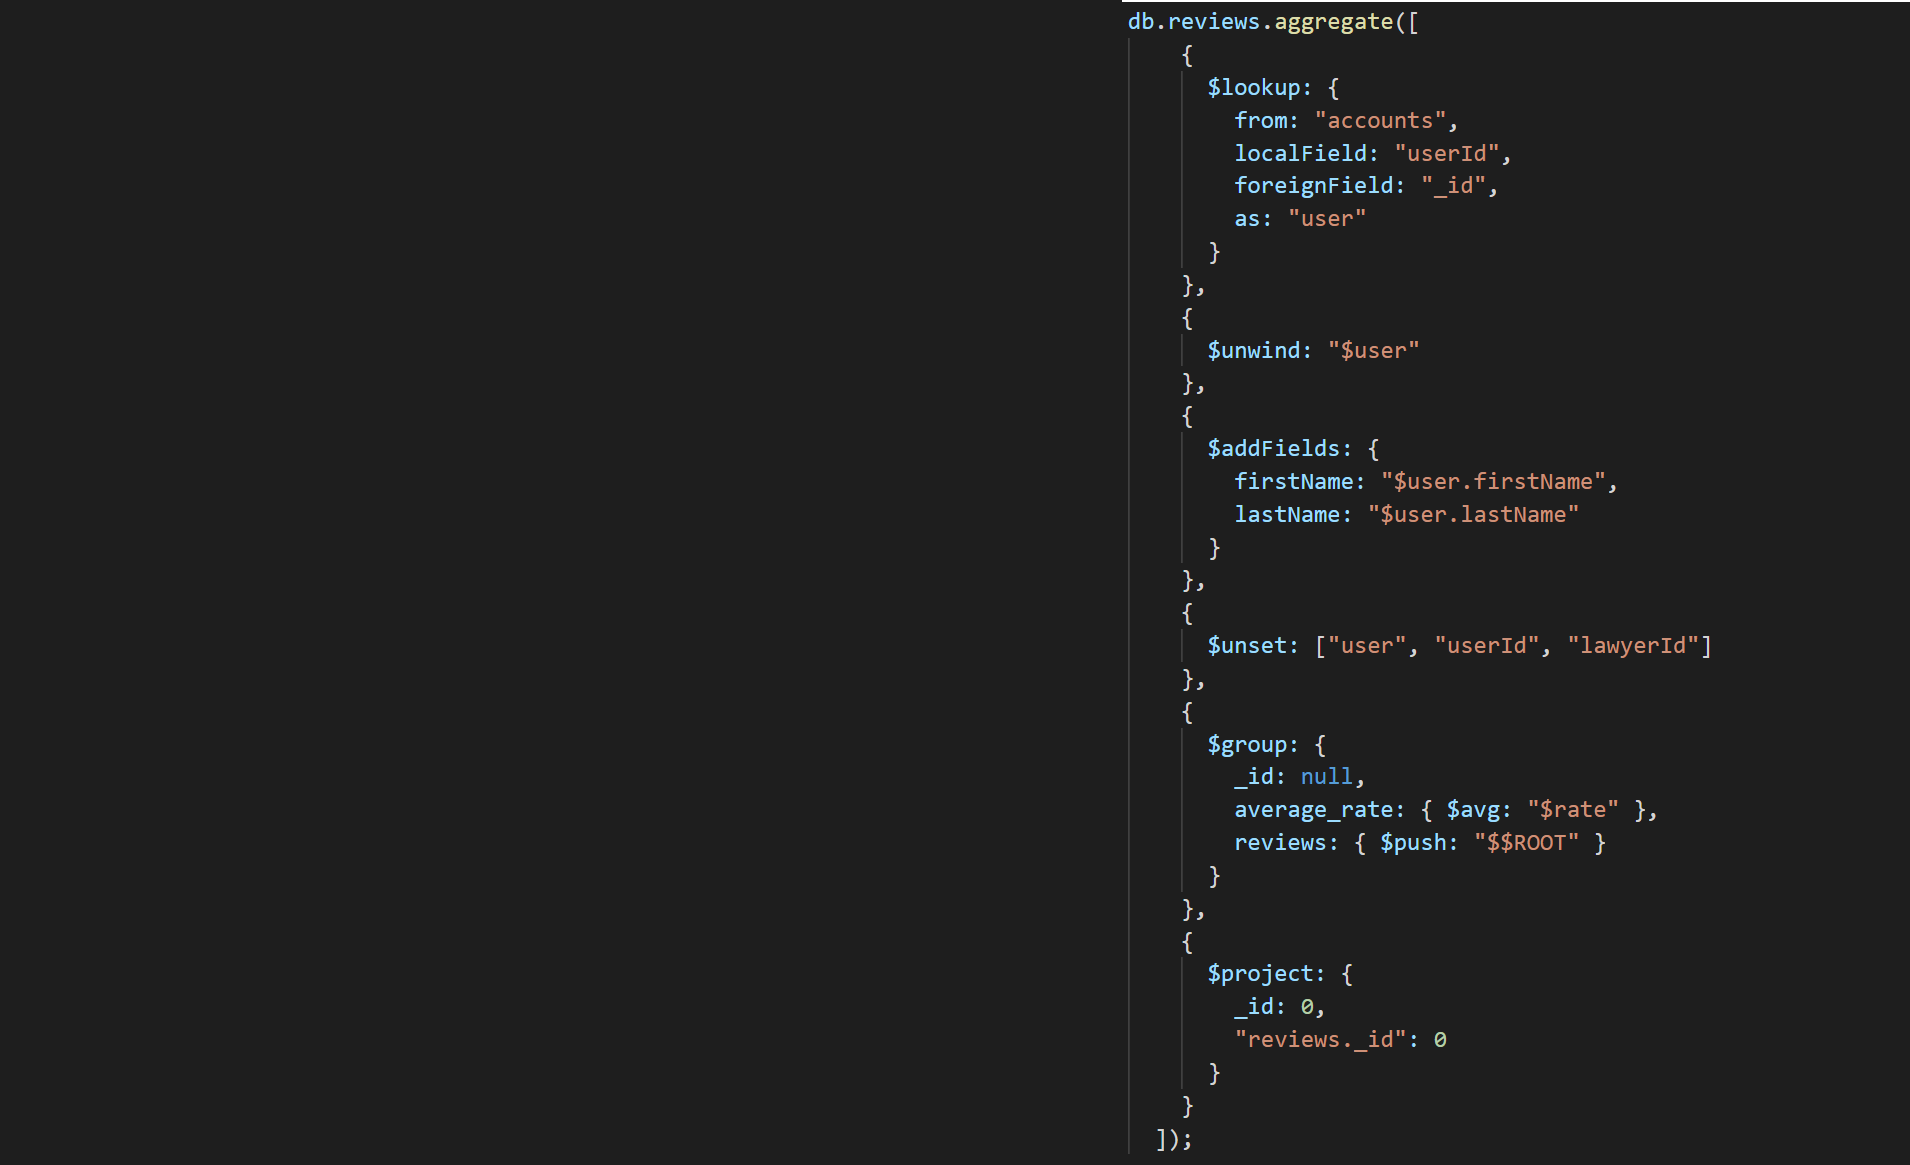 db.reviews.aggregate([
{
$lookup: {
from: "accounts",
localField: "userId",
foreignField: "_id",
as: "user"
}
},
{
$unwind: "$user"
},
{
$addFields: {
firstName: "$user.firstName",
lastName: "$user.lastName"
}
},
{
$unset: ["user", "userId", "lawyerId"]
},
{
$group: {
_id: null,
average_rate: { $avg: "$rate" },
reviews: { $push: "$$ROOT" }
}
},
{
$project: {
_id: 0,
"reviews._id": 0
}
}
]);